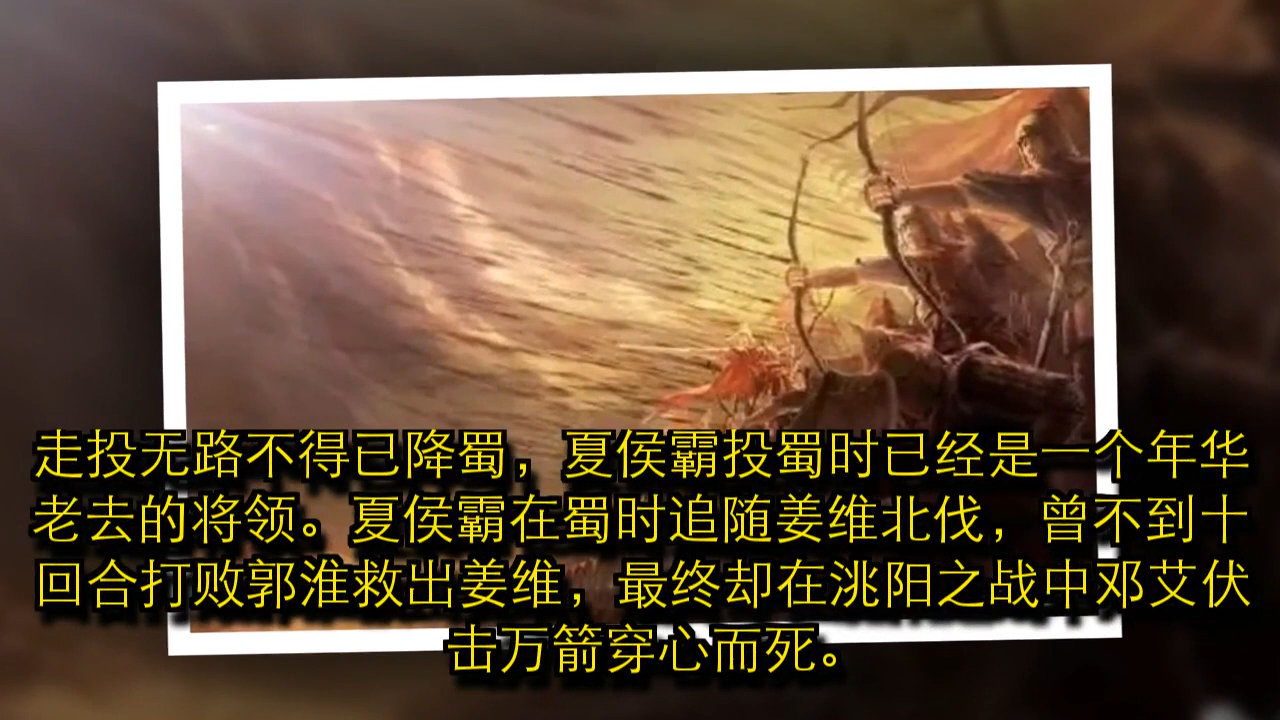 走投无路不得已降蜀，夏侯霸投蜀时已经是一个年华
老去的将领。夏侯霸在蜀时追随姜维北伐，曾不到十
回合打败郭淮救出姜维，最终却在洮阳之战中邓艾伏
击万箭穿心而死。